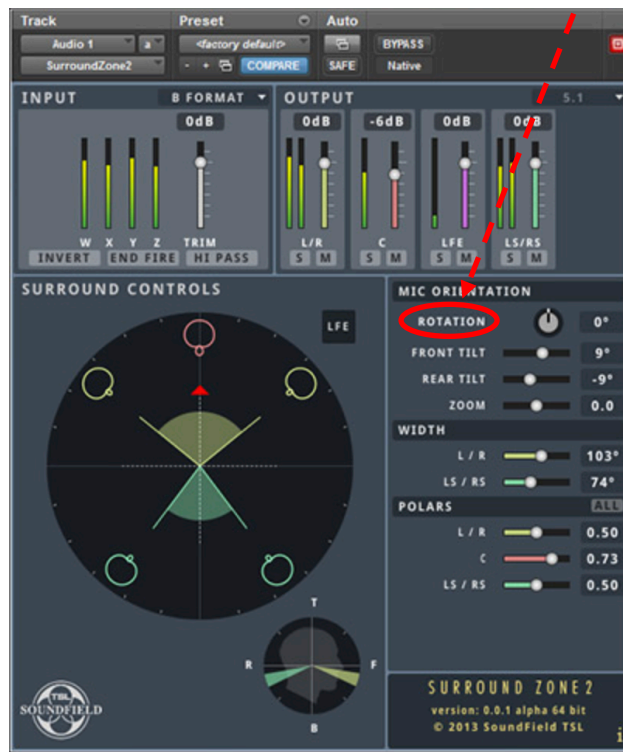 Track Preset Auto
Audio 1 a <factory default> BYPASS
SurroundZone2 - + COMPARE SAFE Native
INPUT B FORMAT OUTPUT 5.1
0dB 0dB -6dB 0dB 0dB
W X Y Z TRIM L/R C LFE LS/RS
INVERT END FIRE HI PASS S M S M S M S M
SURROUND CONTROLS MIC ORIENTATION
LFE ROTATION 0°
FRONT TILT 9°
REAR TILT -9°
ZOOM 0.0
WIDTH
L / R 103°
LS / RS 74°
POLARS ALL
L / R 0.50
C 0.73
LS / RS 0.50
T
R F
B
TSL
SOUNDFIELD
SURROUND ZONE 2
version: 0.0.1 alpha 64 bit
© 2013 SoundField TSL
i